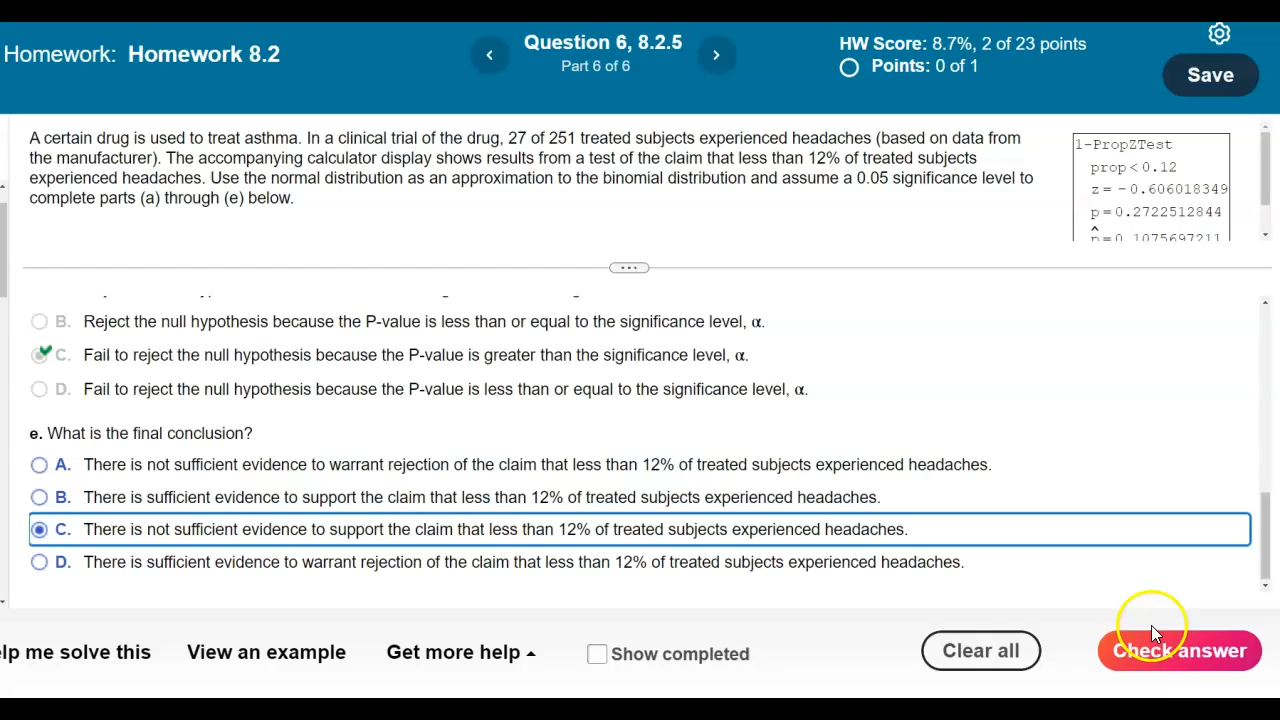 Homework: Homework 8.2
Question 6, 8.2.5
Part 6 of 6
HW Score: 8.7%, 2 of 23 points
Points: 0 of 1
Save
A certain drug is used to treat asthma. In a clinical trial of the drug, 27 of 251 treated subjects experienced headaches (based on data from
the manufacturer). The accompanying calculator display shows results from a test of the claim that less than 12% of treated subjects
experienced headaches. Use the normal distribution as an approximation to the binomial distribution and assume a 0.05 significance level to
complete parts (a) through (e) below.
1-PropZTest
prop<0.12
z=-0.606018349
p=0.2722512844
p̂=0.1075697211
B. Reject the null hypothesis because the P-value is less than or equal to the significance level, α.
C. Fail to reject the null hypothesis because the P-value is greater than the significance level, α.
D. Fail to reject the null hypothesis because the P-value is less than or equal to the significance level, α.
e. What is the final conclusion?
A. There is not sufficient evidence to warrant rejection of the claim that less than 12% of treated subjects experienced headaches.
B. There is sufficient evidence to support the claim that less than 12% of treated subjects experienced headaches.
C. There is not sufficient evidence to support the claim that less than 12% of treated subjects experienced headaches.
D. There is sufficient evidence to warrant rejection of the claim that less than 12% of treated subjects experienced headaches.
lp me solve this
View an example
Get more help
Show completed
Clear all
Check answer